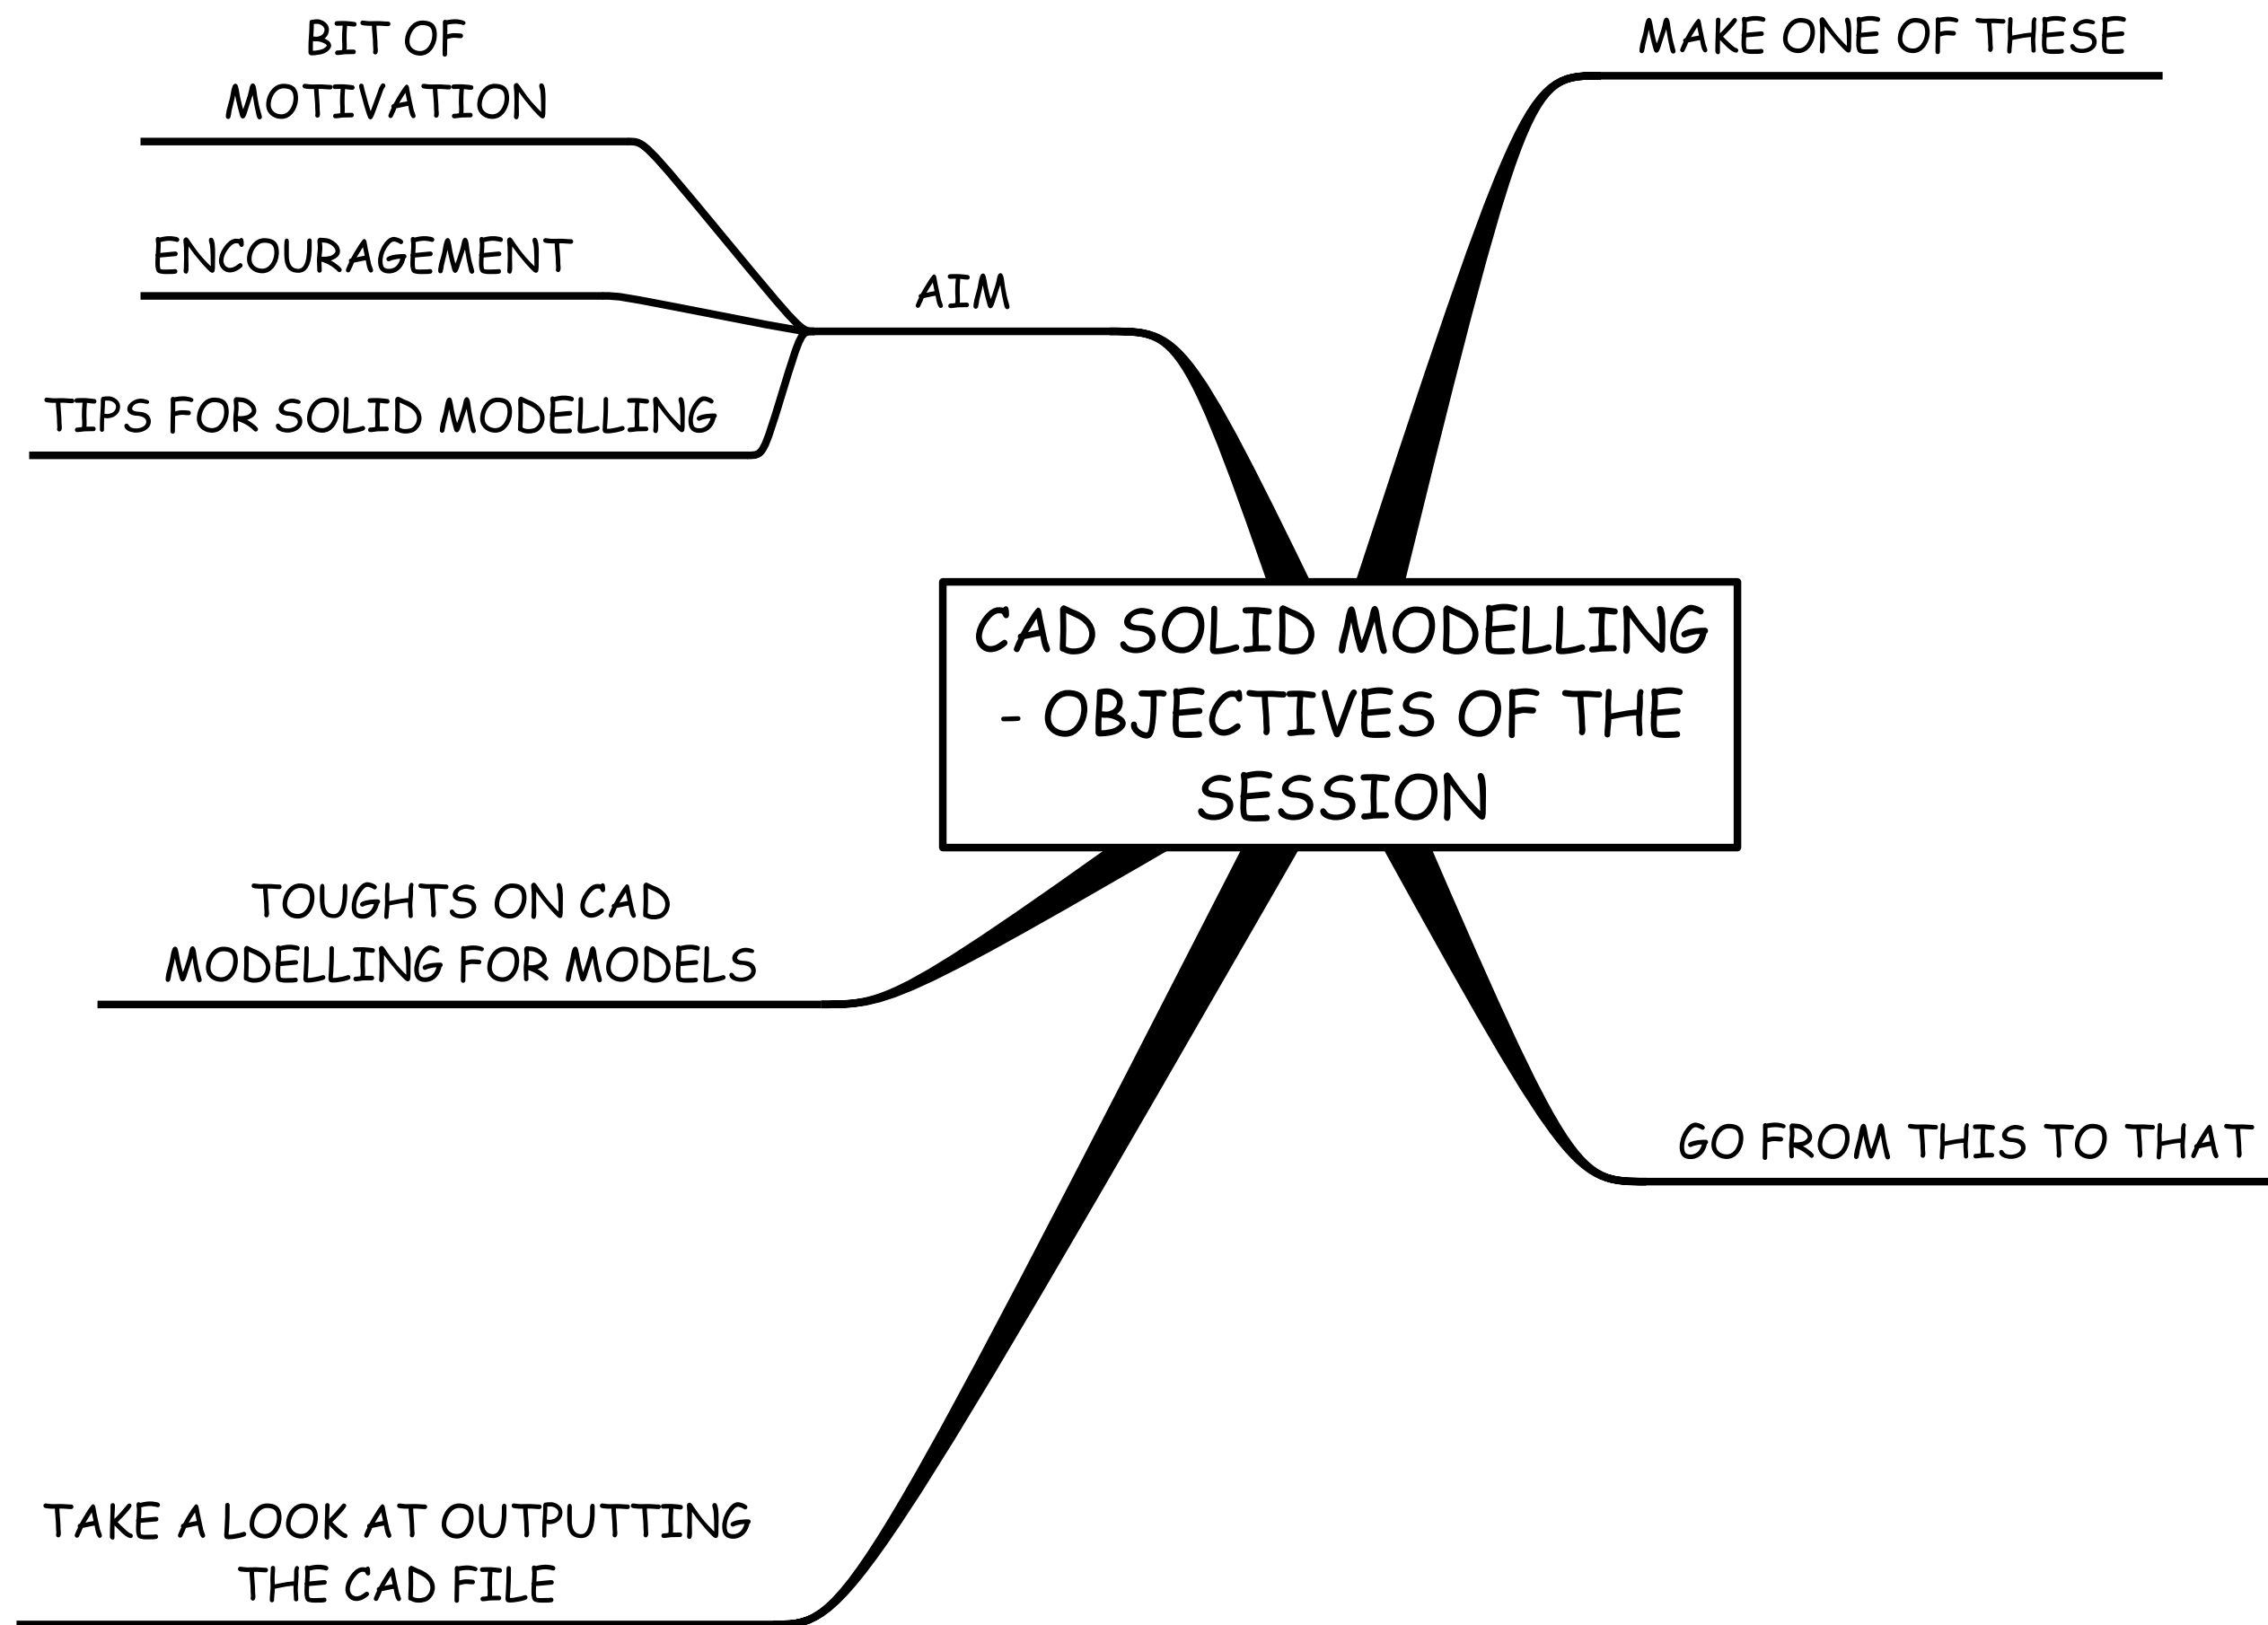 BIT OF
MOTIVATION
ENCOURAGEMENT
TIPS FOR SOLID MODELLING
AIM
MAKE ONE OF THESE
CAD SOLID MODELLING
- OBJECTIVES OF THE
SESSION
TOUGHTS ON CAD
MODELLING FOR MODELS
GO FROM THIS TO THAT
TAKE A LOOK AT OUTPUTTING
THE CAD FILE